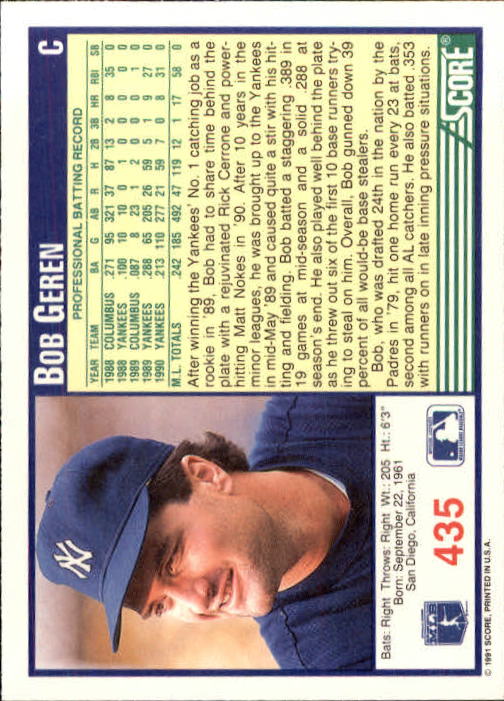 BOB GEREN C
PROFESSIONAL BATTING RECORD
YEAR TEAM BA G AB R H 2B 3B HR RBI SB
1988 COLUMBUS .271 95 321 37 87 13 2 8 35 0
1988 YANKEES .100 10 10 0 1 0 0 0 0 0
1989 COLUMBUS .087 8 23 1 2 0 0 0 1 0
1989 YANKEES .288 65 205 26 59 5 1 9 27 0
1990 YANKEES .213 110 277 21 59 7 0 8 31 0
M.L. TOTALS .242 185 492 47 119 12 1 17 58 0
After winning the Yankees' No. 1 catching job as a
rookie in '89, Bob had to share time behind the
plate with a rejuvinated Rick Cerrone and power-
hitting Matt Nokes in '90. After 10 years in the
minor leagues, he was brought up to the Yankees
in mid-May '89 and caused quite a stir with his hit-
ting and fielding. Bob batted a staggering .389 in
19 games at mid-season and a solid .288 at
season's end. He also played well behind the plate
as he threw out six of the first 10 base runners try-
ing to steal on him. Overall, Bob gunned down 39
percent of all would-be base stealers.
Bob, who was drafted 24th in the nation by the
Padres in '79, hit one home run every 23 at bats,
second among all AL catchers. He also batted .353
with runners on in late inning pressure situations.
SCORE
NY
Bats: Right Throws: Right Wt.: 205 Ht.: 6'3"
Born: September 22, 1961
San Diego, California
435
© 1991 SCORE, PRINTED IN U.S.A.